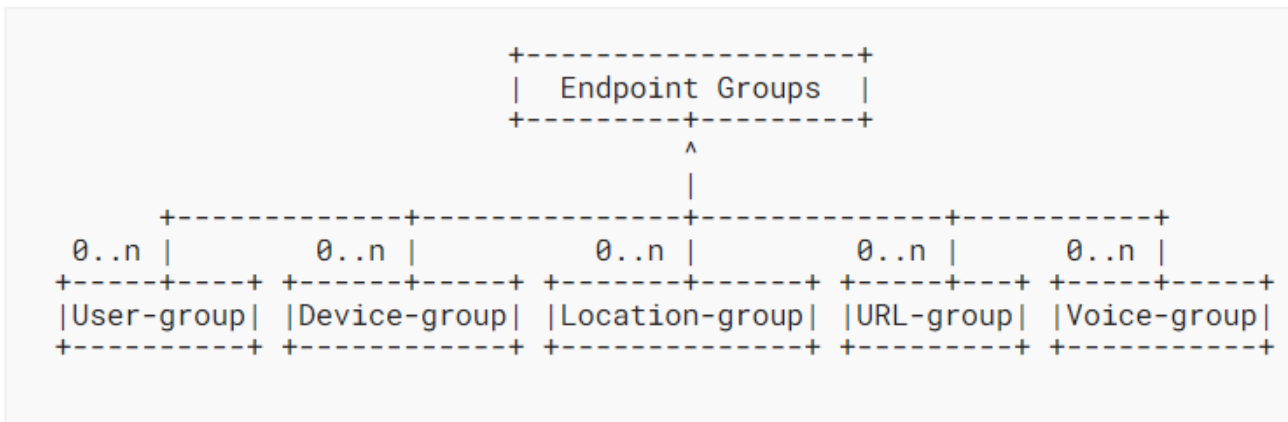 +-------------------+
                          |  Endpoint Groups  |
                          +---------+---------+
                                    ^
                                    |
      +-------------+---------------+--------------+-----------+
 0..n |        0..n |          0..n |         0..n |      0..n |
+-----+----+ +------+-----+ +-------+------+ +-----+---+ +-----+-----+
|User-group| |Device-group| |Location-group| |URL-group| |Voice-group|
+----------+ +------------+ +--------------+ +---------+ +-----------+